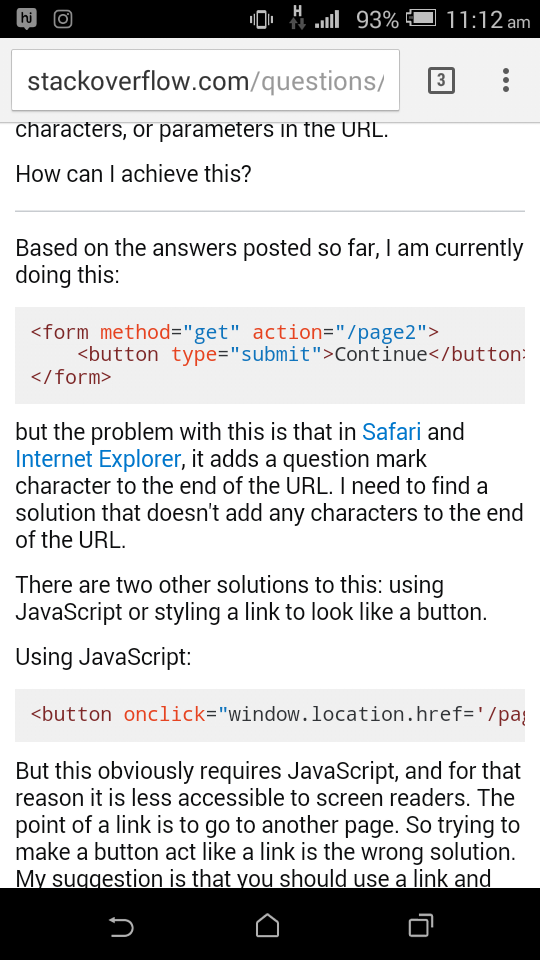 hj
H
93%
11:12 am
stackoverflow.com/questions/
3
characters, or parameters in the URL.
How can I achieve this?
Based on the answers posted so far, I am currently
doing this:
<form method="get" action="/page2">
    <button type="submit">Continue</button>
</form>
but the problem with this is that in Safari and
Internet Explorer, it adds a question mark
character to the end of the URL. I need to find a
solution that doesn't add any characters to the end
of the URL.
There are two other solutions to this: using
JavaScript or styling a link to look like a button.
Using JavaScript:
<button onclick="window.location.href='/pag
But this obviously requires JavaScript, and for that
reason it is less accessible to screen readers. The
point of a link is to go to another page. So trying to
make a button act like a link is the wrong solution.
My suggestion is that you should use a link and